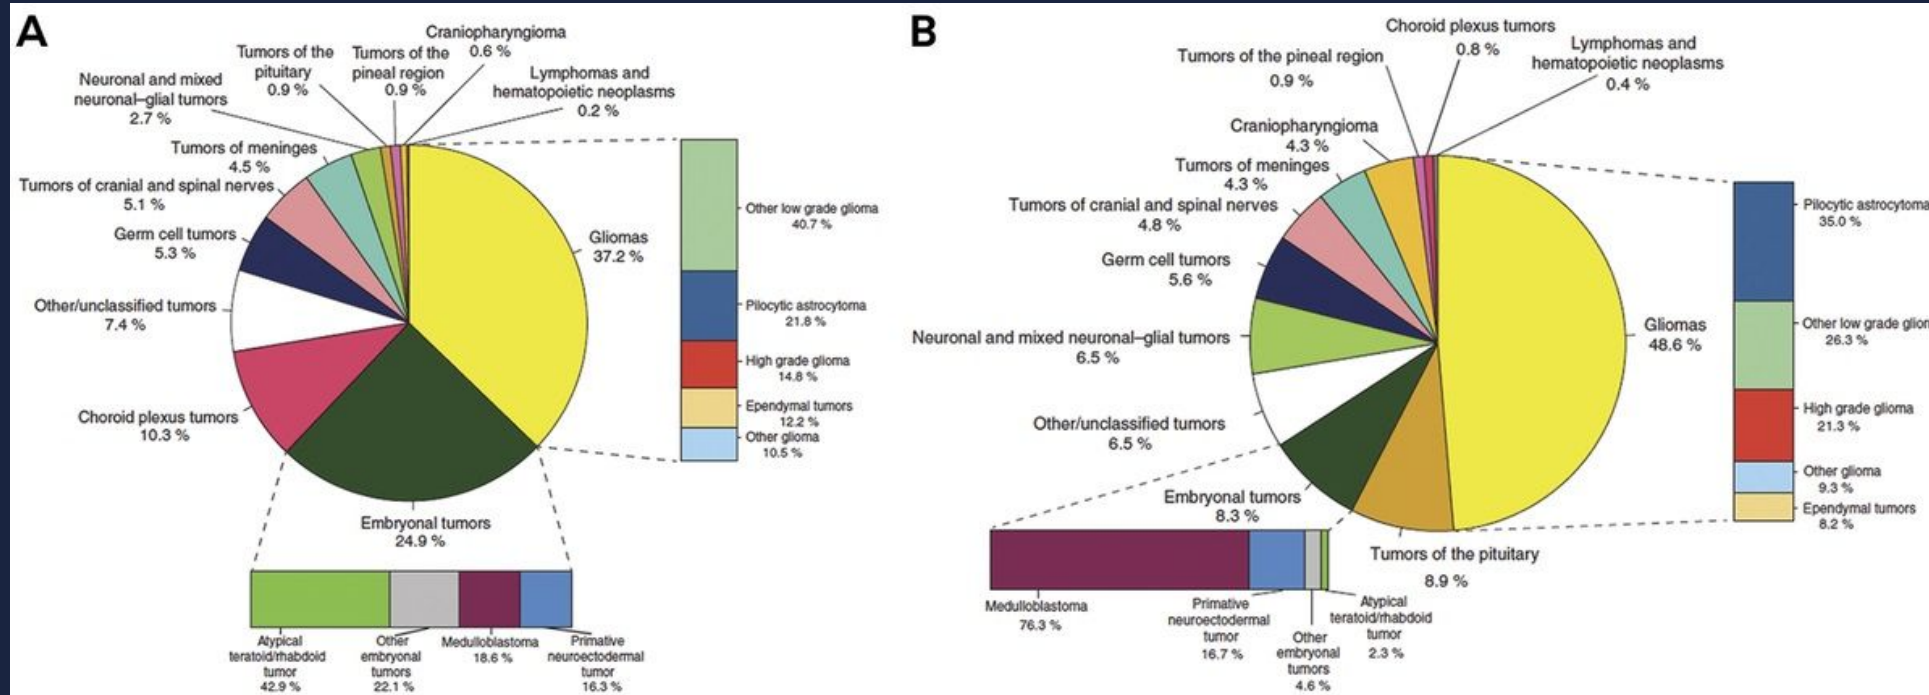 A
Craniopharyngioma
0.6 %
Tumors of the
pituitary
0.9 %
Tumors of the
pineal region
0.9 %
Neuronal and mixed
neuronal–glial tumors
2.7 %
Lymphomas and
hematopoietic neoplasms
0.2 %
Tumors of meninges
4.5 %
Tumors of cranial and spinal nerves
5.1 %
Germ cell tumors
5.3 %
Other/unclassified tumors
7.4 %
Choroid plexus tumors
10.3 %
Gliomas
37.2 %
Other low grade glioma
40.7 %
Pilocytic astrocytoma
21.8 %
High grade glioma
14.8 %
Ependymal tumors
12.2 %
Other glioma
10.5 %
Embryonal tumors
24.9 %
Atypical
teratoid/rhabdoid
tumor
42.9 %
Other
embryonal
tumors
22.1 %
Medulloblastoma
18.6 %
Primative
neuroectodermal
tumor
16.3 %
B
Choroid plexus tumors
0.8 %
Tumors of the pineal region
0.9 %
Lymphomas and
hematopoietic neoplasms
0.4 %
Craniopharyngioma
4.3 %
Tumors of meninges
4.3 %
Tumors of cranial and spinal nerves
4.8 %
Germ cell tumors
5.6 %
Neuronal and mixed neuronal–glial tumors
6.5 %
Other/unclassified tumors
6.5 %
Embryonal tumors
8.3 %
Tumors of the pituitary
8.9 %
Gliomas
48.6 %
Pilocytic astrocytoma
35.0 %
Other low grade glion
26.3 %
High grade glioma
21.3 %
Other glioma
9.3 %
Ependymal tumors
8.2 %
Medulloblastoma
76.3 %
Primative
neuroectodermal
tumor
16.7 %
Other
embryonal
tumors
4.6 %
Atypical
teratoid/rhabdoid
tumor
2.3 %